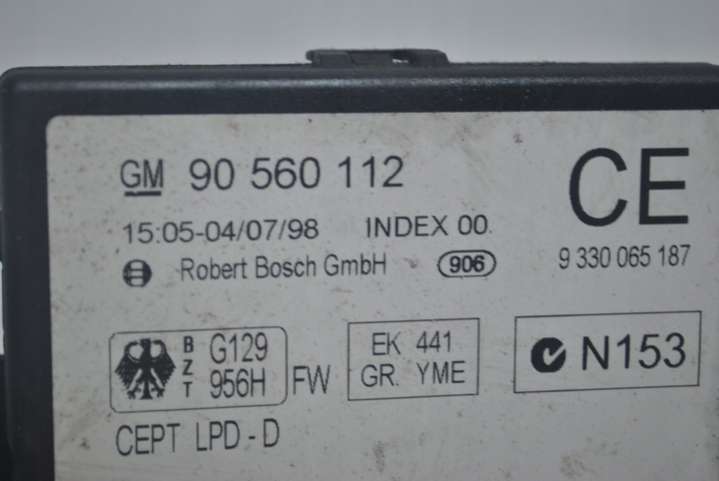 GM 90 560 112
CE
15:05-04/07/98 INDEX 00.
Robert Bosch GmbH 906
9 330 065 187
BZT G129 956H FW
EK 441
GR. YME
N153
CEPT LPD-D